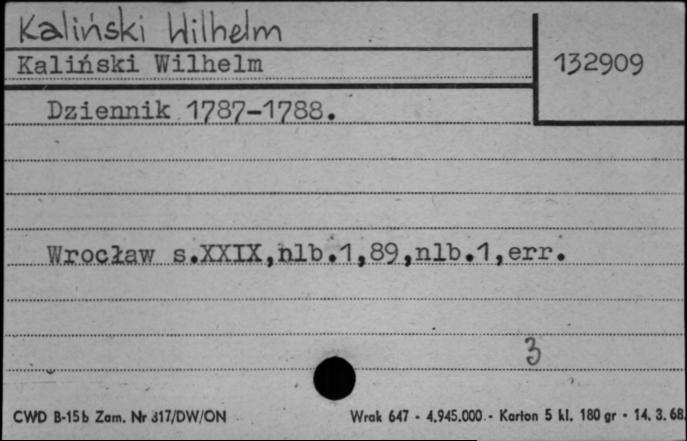 Kaliński Wilhelm
Kaliński Wilhelm
132909
Dziennik 1787-1788.
Wrocław s.XXIX,nlb.1,89,nlb.1,err.
3
CWD B-15b Zam. Nr 317/DW/ON Wrak 647 - 4.945.000 - Karton 5 kl. 180 gr - 14. 3. 68.